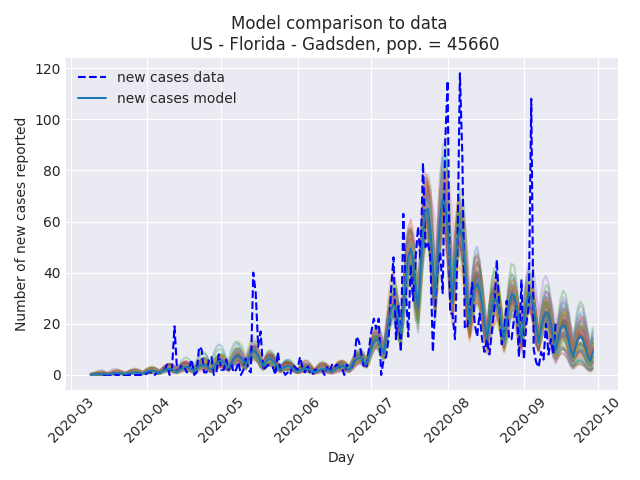 Model comparison to data
US - Florida - Gadsden, pop. = 45660
new cases data
new cases model
Number of new cases reported
120
100
80
60
40
20
0
2020-03
2020-04
2020-05
2020-06
2020-07
2020-08
2020-09
2020-10
Day